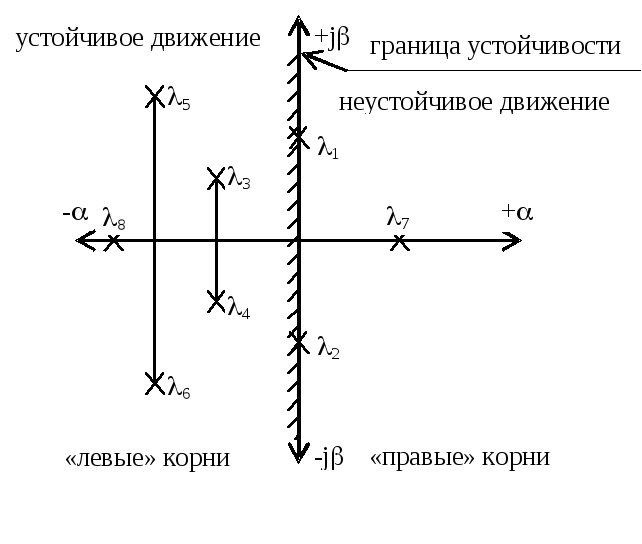 устойчивое движение
+jβ
граница устойчивости
λ5
неустойчивое движение
λ1
λ3
-α
λ8
λ7
+α
λ4
λ2
λ6
«левые» корни
-jβ
«правые» корни